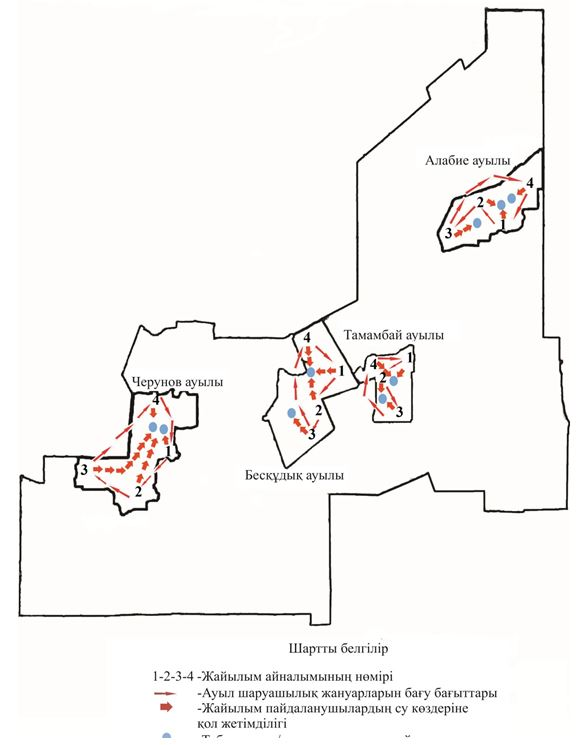 Алабие ауылы
4
2
1
3
Тамамбай ауылы
4
4
1
1
2
2
3
3
Черунов ауылы
4
1
3
2
Бесқұдық ауылы
Шартты белгілір
1-2-3-4 -Жайылым айналымының нөмірі
-Ауыл шаруашылық жануарларын бағу бағыттары
-Жайылым пайдаланушылардың су көздеріне
қол жетімділігі